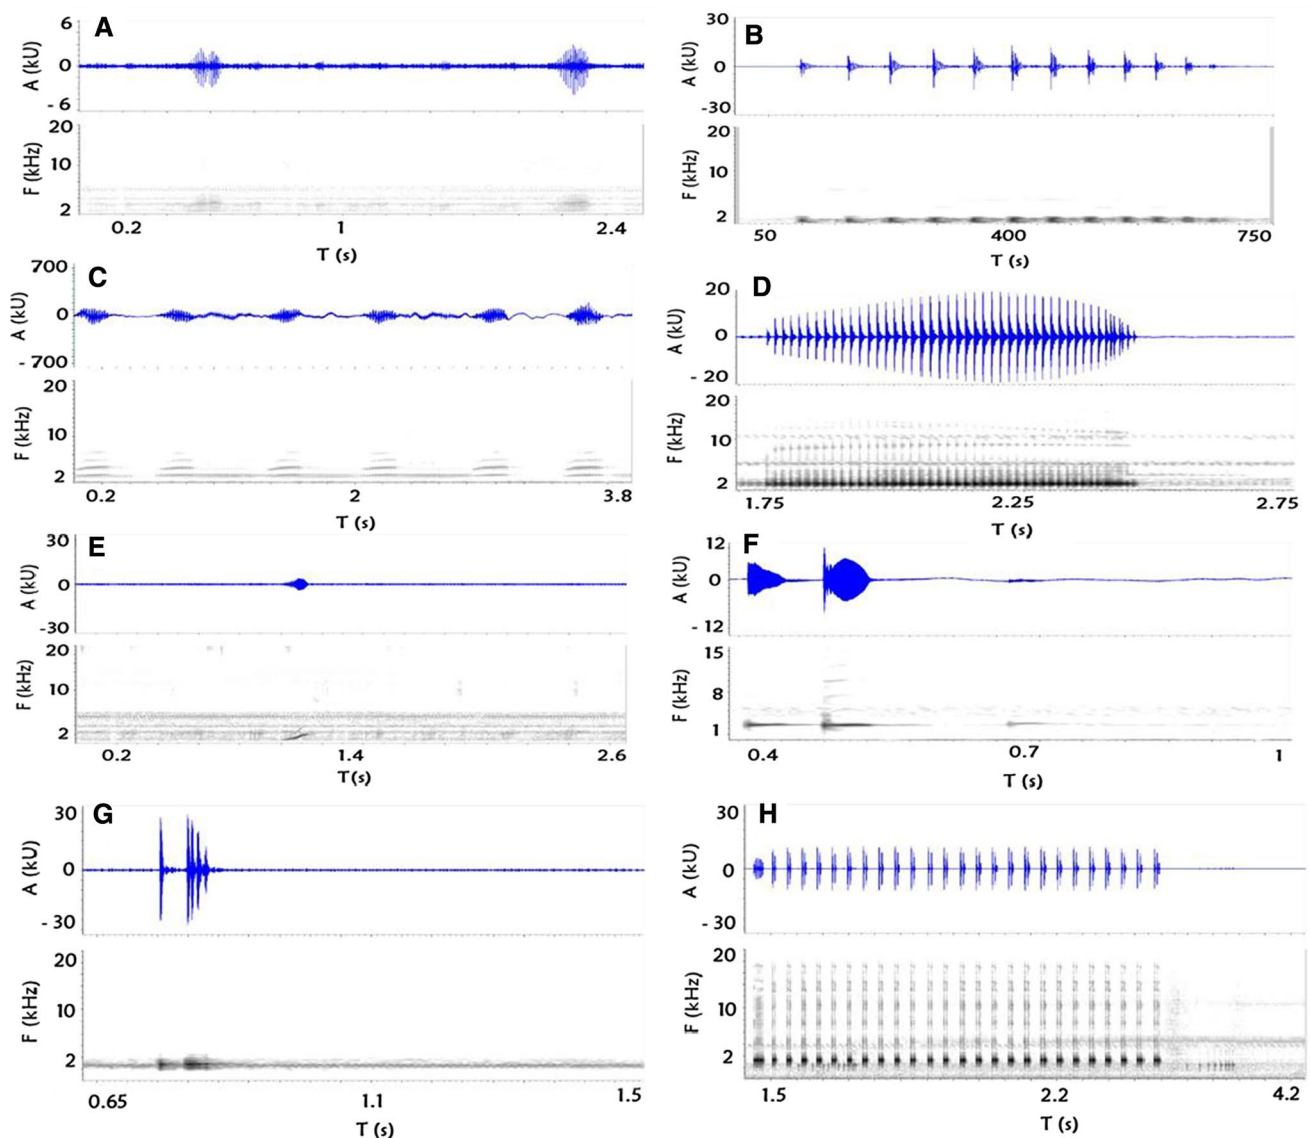 A
6
0
- 6
A (kU)
20
10
2
F (kHz)
0.2 1 2.4
T (s)
B
30
0
-30
A (kU)
20
10
2
F (kHz)
50 400 750
T (s)
C
700
0
- 700
A (kU)
20
10
2
F (kHz)
0.2 2 3.8
T (s)
D
20
0
- 20
A (kU)
20
10
2
F (kHz)
1.75 2.25 2.75
T (s)
E
30
0
-30
A (kU)
20
10
2
F (kHz)
0.2 1.4 2.6
T(s)
F
12
0
- 12
A (kU)
15
8
1
F (kHz)
0.4 0.7 1
T (s)
G
30
0
- 30
A (kU)
20
10
2
F (kHz)
0.65 1.1 1.5
T (s)
H
30
0
- 30
A (kU)
20
10
2
F (kHz)
1.5 2.2 4.2
T (s)